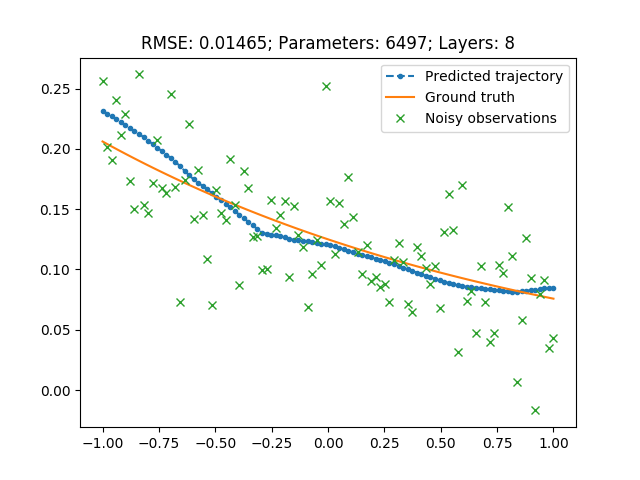 RMSE: 0.01465; Parameters: 6497; Layers: 8
Predicted trajectory
Ground truth
Noisy observations
0.25
0.20
0.15
0.10
0.05
0.00
−1.00 −0.75 −0.50 −0.25 0.00 0.25 0.50 0.75 1.00